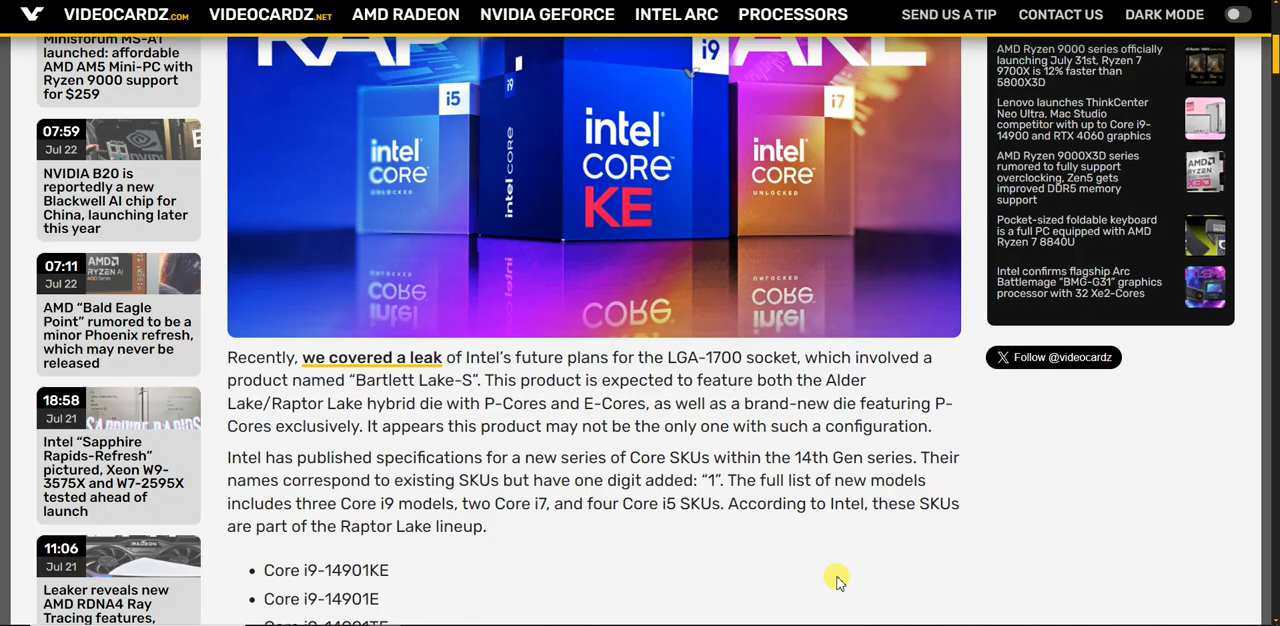 VIDEOCARDZ.COM VIDEOCARDZ.NET AMD RADEON NVIDIA GEFORCE INTEL ARC PROCESSORS SEND US A TIP CONTACT US DARK MODE
Minisforum MS-A1
launched: affordable
AMD AM5 Mini-PC with
Ryzen 9000 support
for $259
07:59
Jul 22
NVIDIA B20 is
reportedly a new
Blackwell AI chip for
China, launching later
this year
07:11
Jul 22
AMD
RYZEN AI
AMD “Bald Eagle
Point” rumored to be a
minor Phoenix refresh,
which may never be
released
18:58
Jul 21
Intel “Sapphire
Rapids-Refresh”
pictured, Xeon W9-
3575X and W7-2595X
tested ahead of
launch
11:06
Jul 21
RADEON
Leaker reveals new
AMD RDNA4 Ray
Tracing features,
i5
intel
CORE
UNLOCKED
i9
i9
intel CORE
intel
CORE
KE
i7
intel
CORE
UNLOCKED
Recently, we covered a leak of Intel’s future plans for the LGA-1700 socket, which involved a
product named “Bartlett Lake-S”. This product is expected to feature both the Alder
Lake/Raptor Lake hybrid die with P-Cores and E-Cores, as well as a brand-new die featuring P-
Cores exclusively. It appears this product may not be the only one with such a configuration.
Intel has published specifications for a new series of Core SKUs within the 14th Gen series. Their
names correspond to existing SKUs but have one digit added: “1”. The full list of new models
includes three Core i9 models, two Core i7, and four Core i5 SKUs. According to Intel, these SKUs
are part of the Raptor Lake lineup.
• Core i9-14901KE
• Core i9-14901E
Core i9-14901TE
AMD Ryzen 9000 series officially
launching July 31st, Ryzen 7
9700X is 12% faster than
5800X3D
Lenovo launches ThinkCenter
Neo Ultra, Mac Studio
competitor with up to Core i9-
14900 and RTX 4060 graphics
AMD Ryzen 9000X3D series
rumored to fully support
overclocking, Zen5 gets
improved DDR5 memory
support
AMD
RYZEN
X3D
Pocket-sized foldable keyboard
is a full PC equipped with AMD
Ryzen 7 8840U
Intel confirms flagship Arc
Battlemage “BMG-G31” graphics
processor with 32 Xe2-Cores
Follow @videocardz